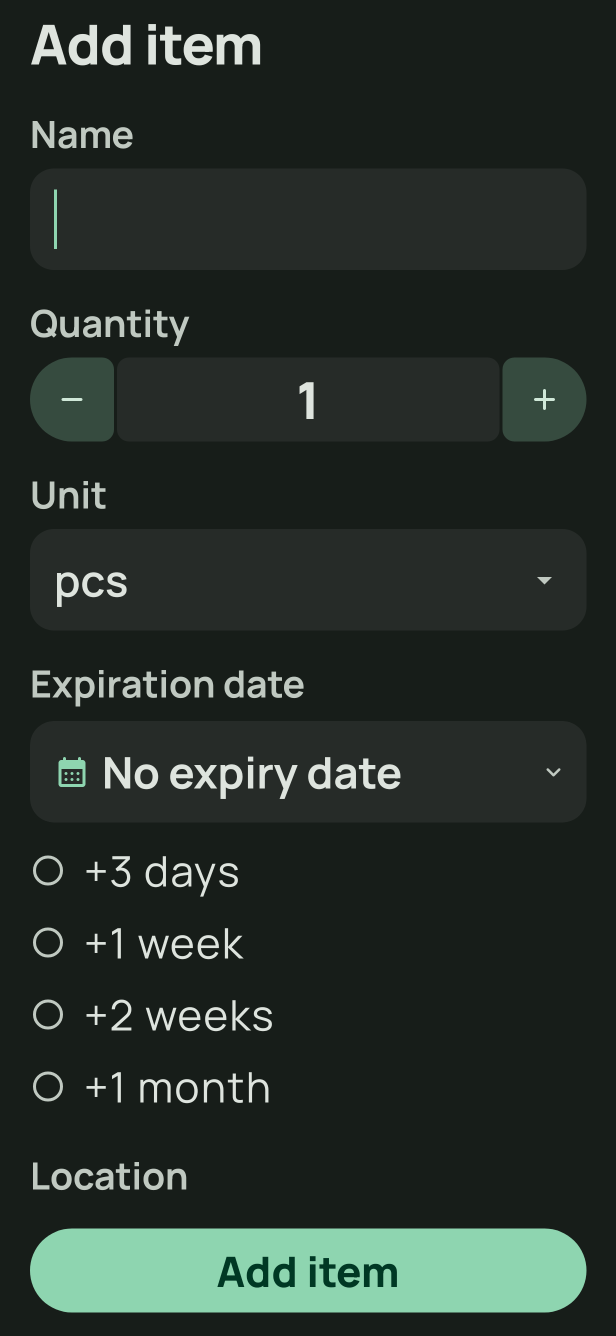 Add item
Name
Quantity
− 1 +
Unit
pcs
Expiration date
No expiry date
+3 days
+1 week
+2 weeks
+1 month
Location
Add item